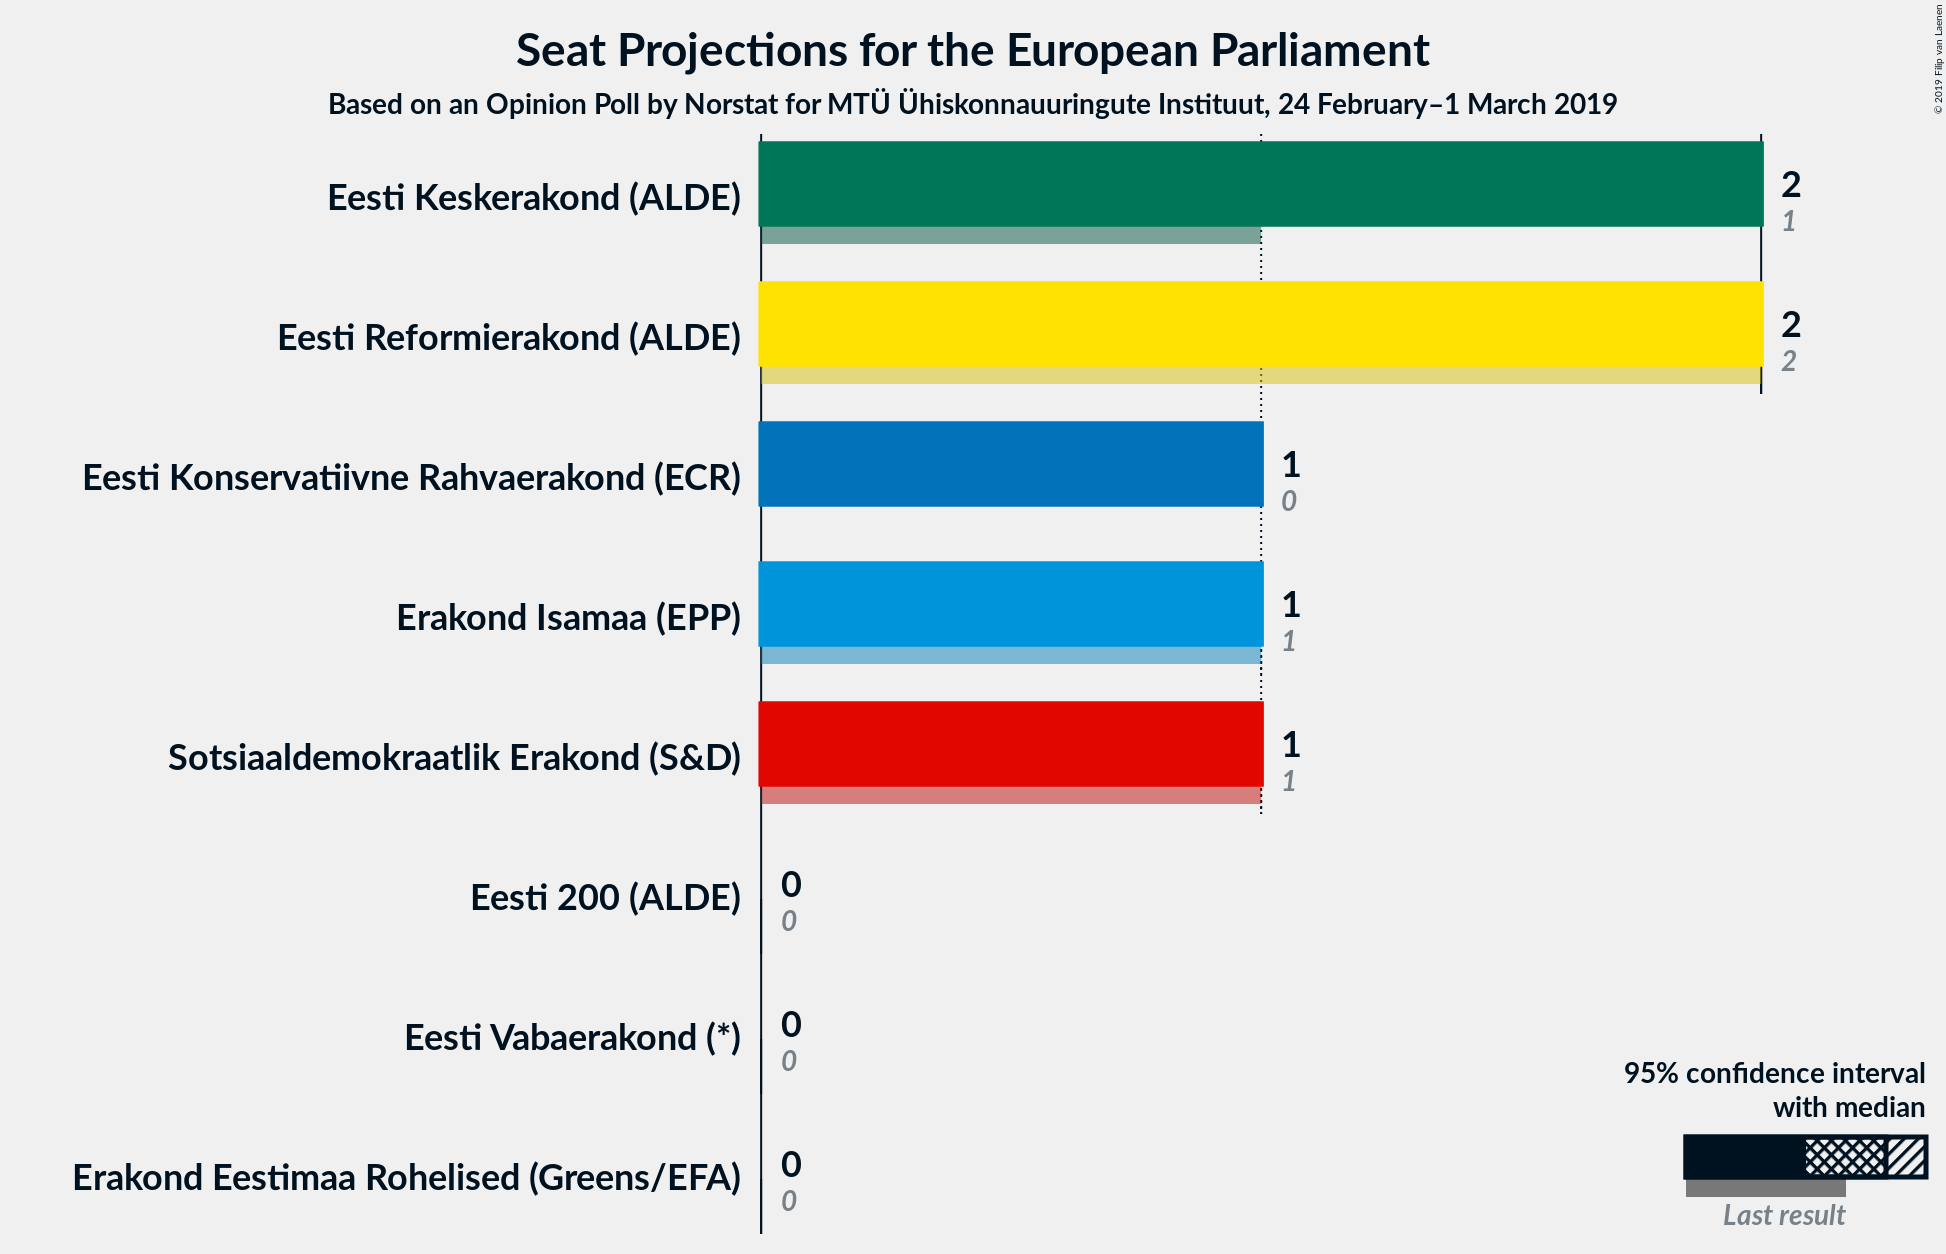 Seat Projections for the European Parliament
Based on an Opinion Poll by Norstat for MTÜ Ühiskonnauuringute Instituut, 24 February–1 March 2019
© 2019 Filip van Laenen
Eesti Keskerakond (ALDE)
2
1
Eesti Reformierakond (ALDE)
2
2
Eesti Konservatiivne Rahvaerakond (ECR)
1
0
Erakond Isamaa (EPP)
1
1
Sotsiaaldemokraatlik Erakond (S&D)
1
1
Eesti 200 (ALDE)
0
0
Eesti Vabaerakond (*)
0
0
Erakond Eestimaa Rohelised (Greens/EFA)
0
0
95% confidence interval
with median
Last result